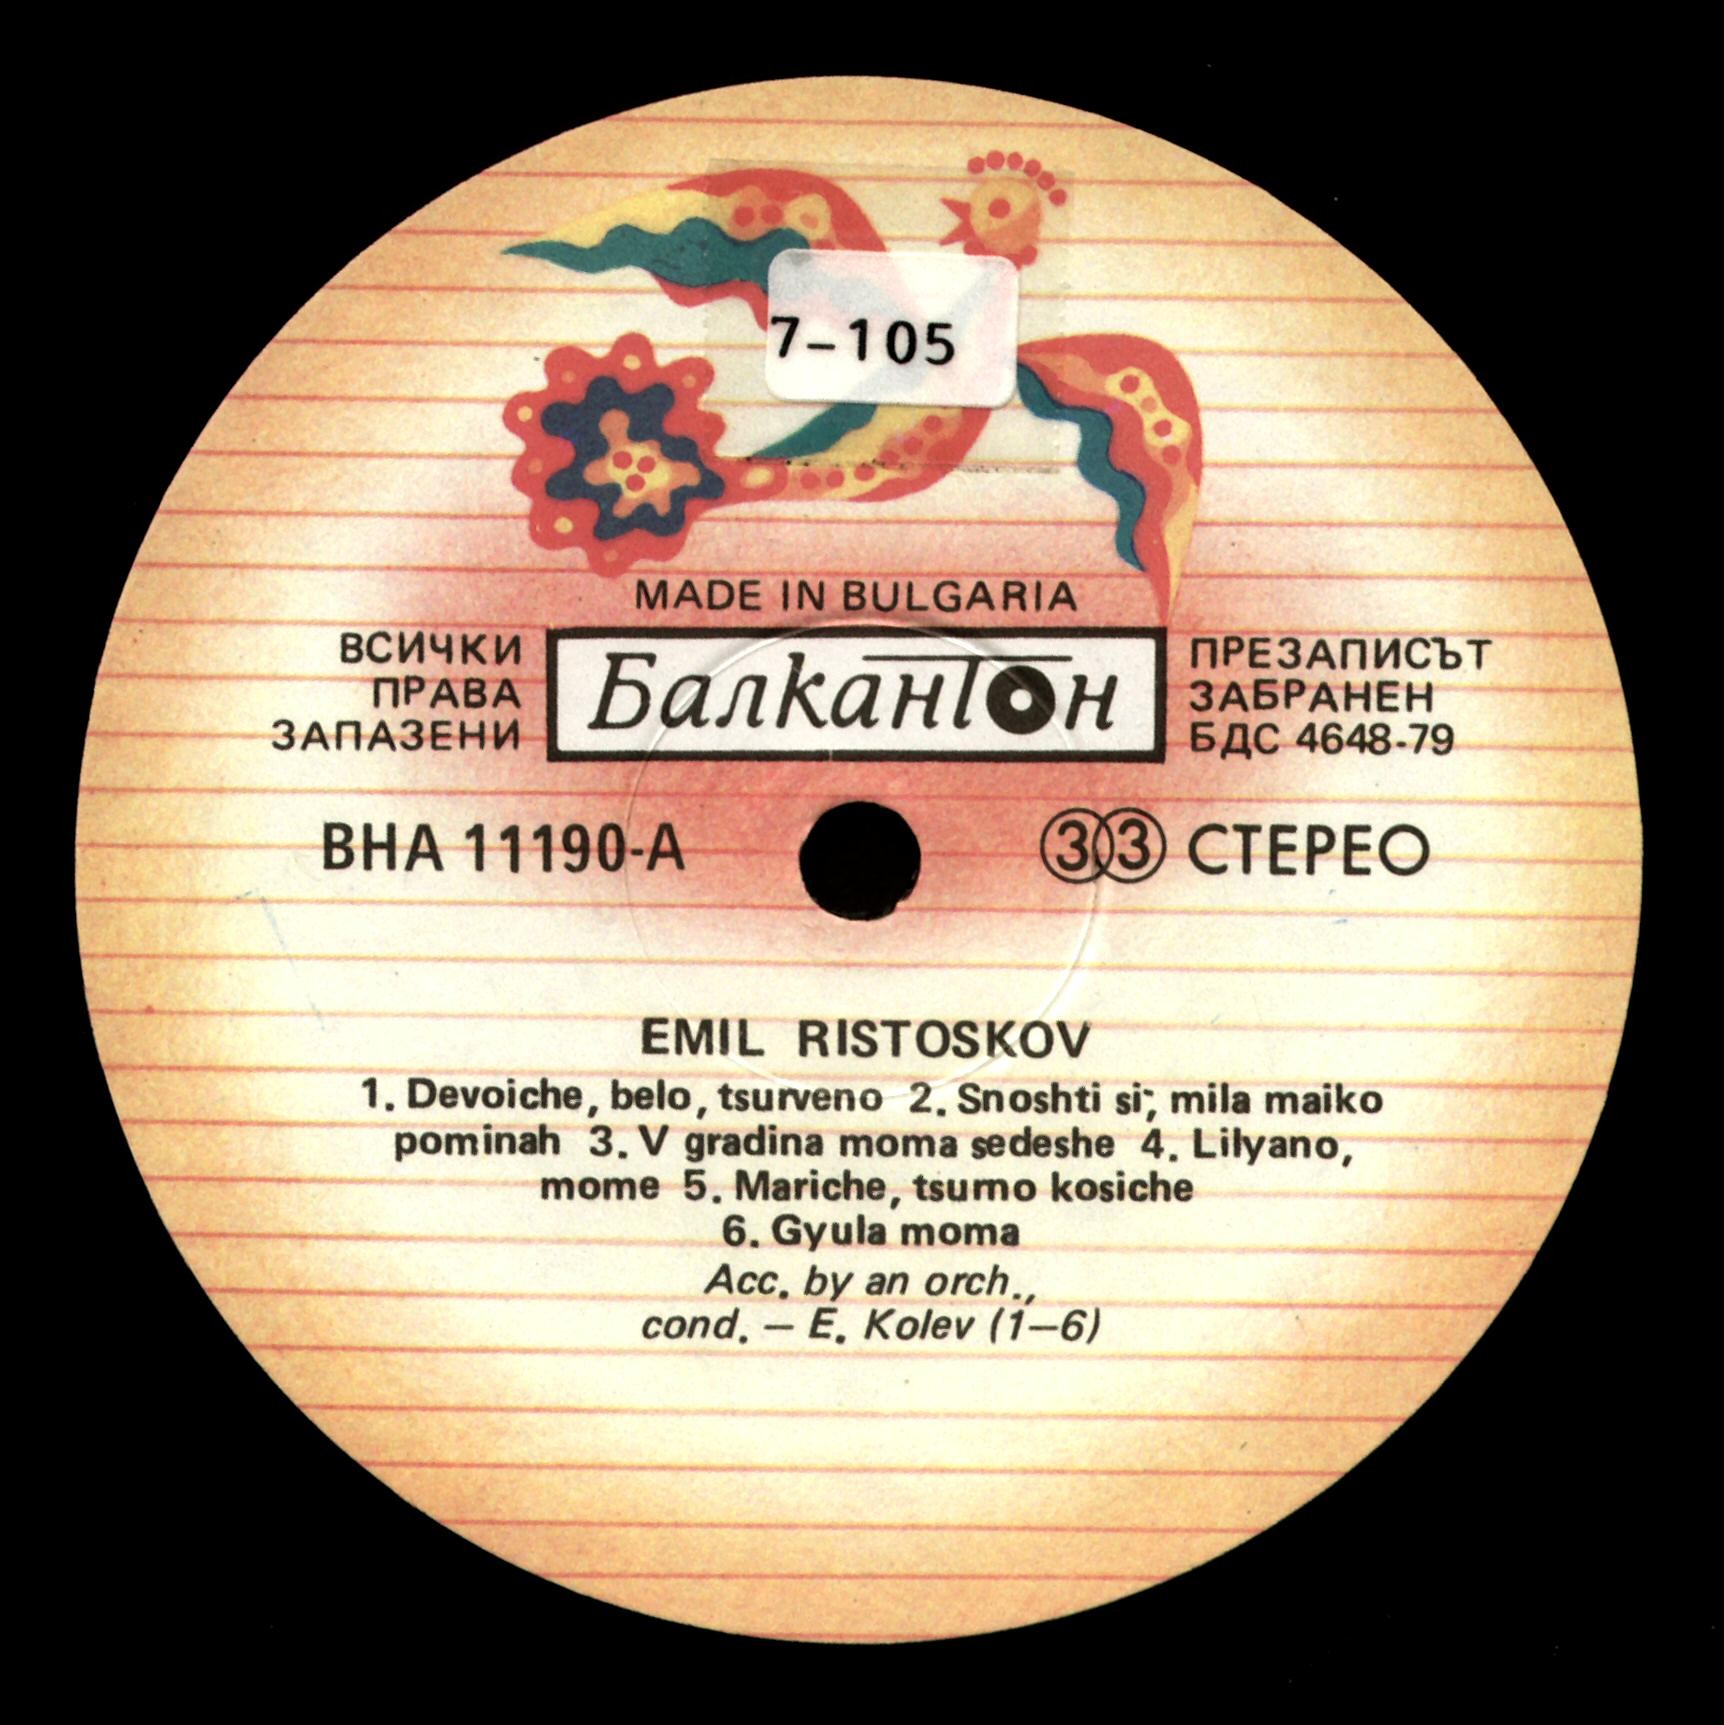 7-105
MADE IN BULGARIA
ВСИЧКИ
ПРАВА
ЗАПАЗЕНИ
Балкантон
ПРЕЗАПИСЪТ
ЗАБРАНЕН
БДС 4648-79
ВНА 11190-А
33 СТЕРЕО
EMIL RISTOSKOV
1. Devoiche, belo, tsurveno 2. Snoshti si, mila maiko
pominah 3. V gradina moma sedeshe 4. Lilyano,
mome 5. Mariche, tsurno kosiche
6. Gyula moma
Acc. by an orch.,
cond. – E. Kolev (1–6)